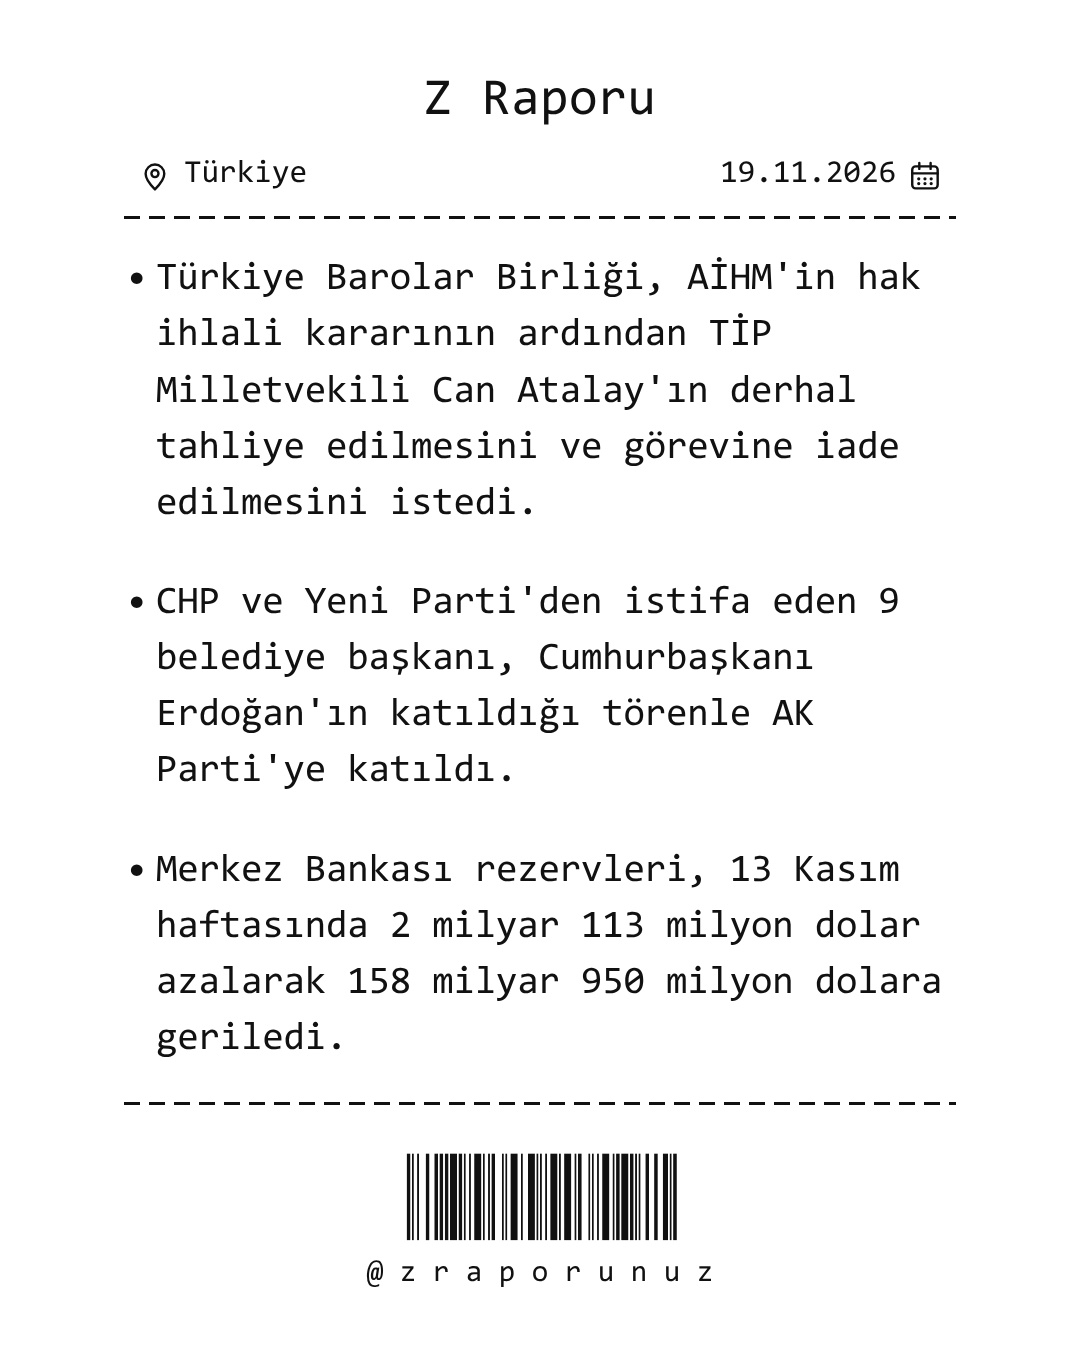 Z Raporu
Türkiye 19.11.2026
• Türkiye Barolar Birliği, AİHM'in hak
ihlali kararının ardından TİP
Milletvekili Can Atalay'ın derhal
tahliye edilmesini ve görevine iade
edilmesini istedi.
• CHP ve Yeni Parti'den istifa eden 9
belediye başkanı, Cumhurbaşkanı
Erdoğan'ın katıldığı törenle AK
Parti'ye katıldı.
• Merkez Bankası rezervleri, 13 Kasım
haftasında 2 milyar 113 milyon dolar
azalarak 158 milyar 950 milyon dolara
geriledi.
@zraporunuz